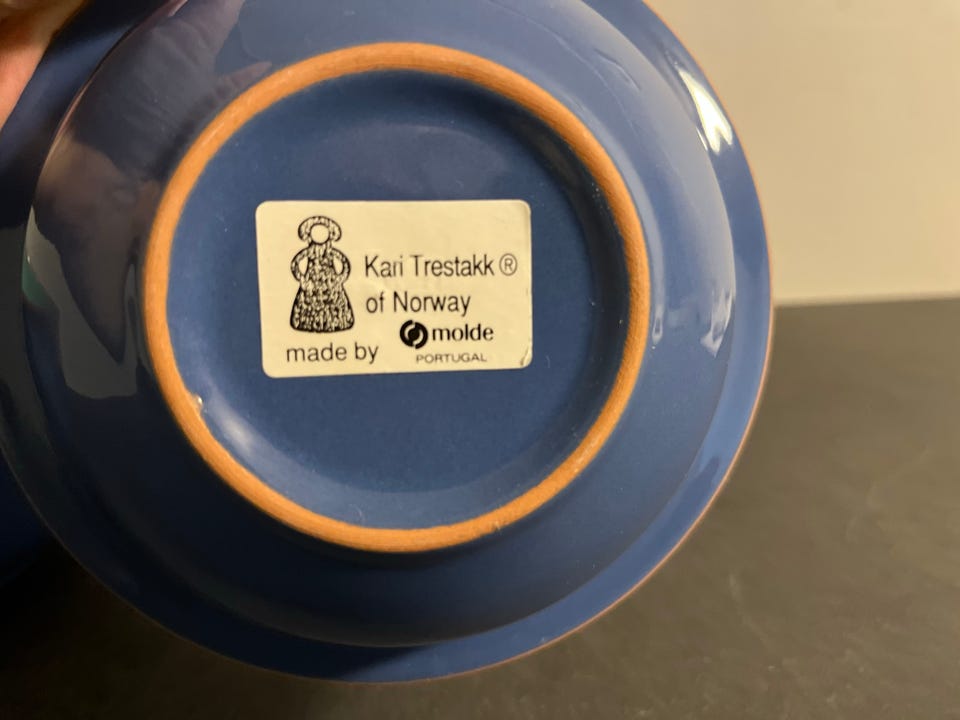 Kari Trestakk ®
of Norway
made by molde
PORTUGAL